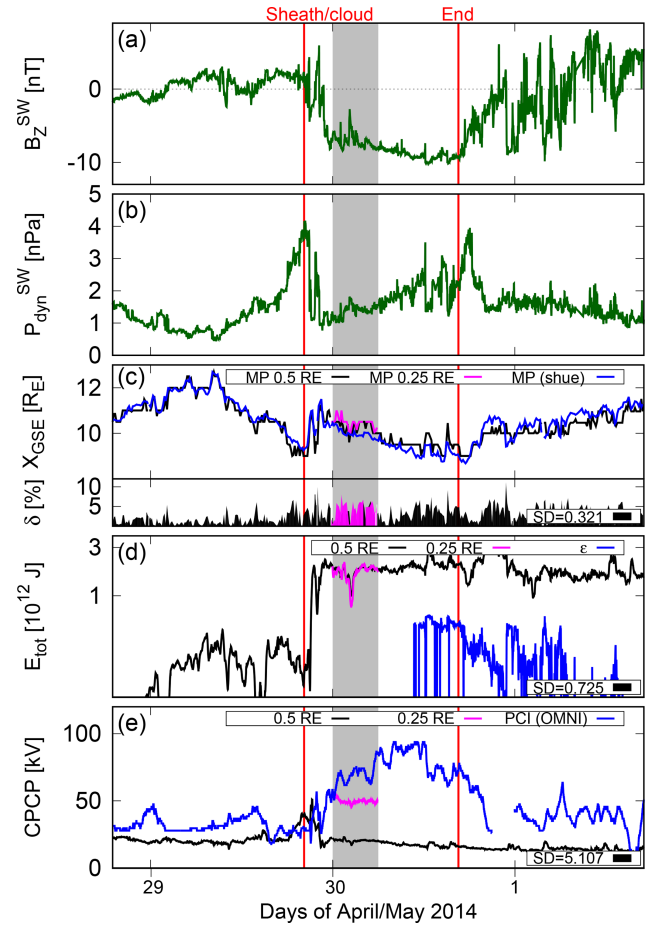 Sheath/cloud End
(a)
B_Z^SW [nT]
0
-10
(b)
P_dyn^SW [nPa]
5
4
3
2
1
0
(c)
MP 0.5 RE MP 0.25 RE MP (shue)
X_GSE [R_E]
12
10
δ [%]
5
SD=0.321
(d)
0.5 RE 0.25 RE ε
E_tot [10^12 J]
3
1
SD=0.725
(e)
0.5 RE 0.25 RE PCI (OMNI)
CPCP [kV]
100
50
0
SD=5.107
29 30 1
Days of April/May 2014